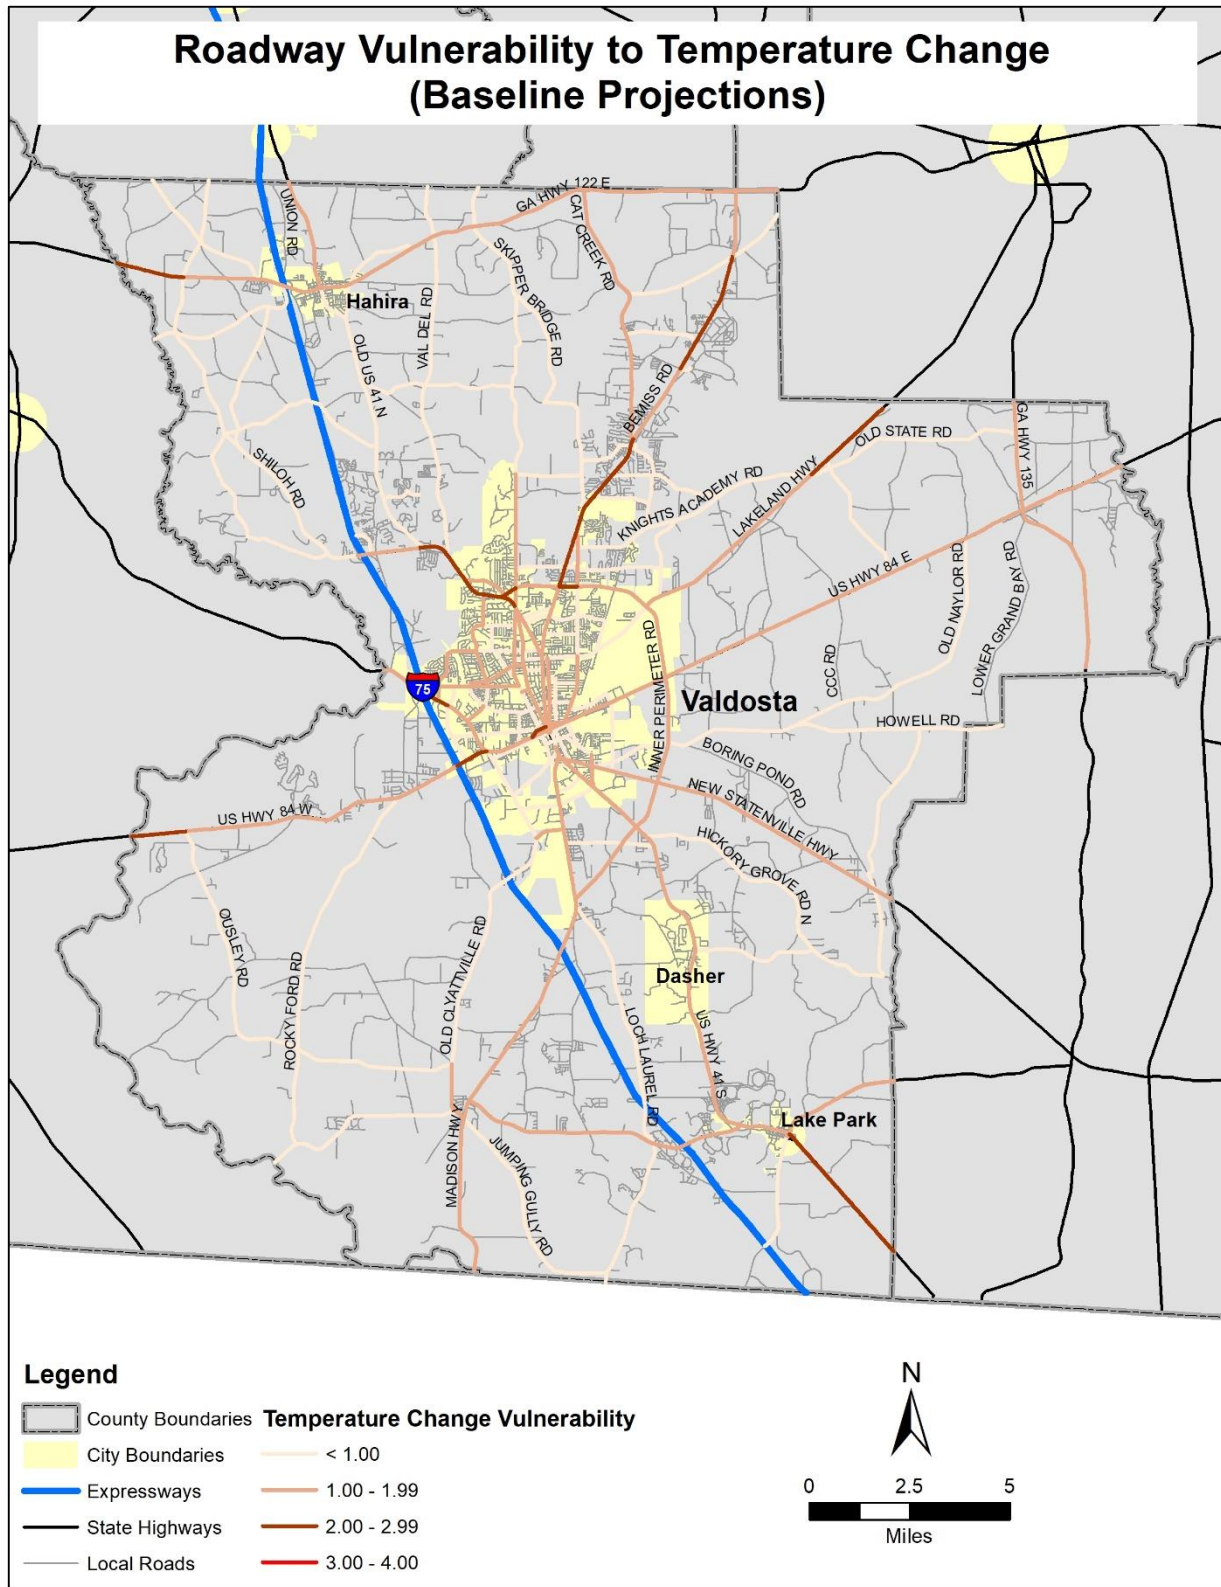 Roadway Vulnerability to Temperature Change
(Baseline Projections)
GA HWY 122 E
UNION RD
CAT CREEK RD
SKIPPER BRIDGE RD
Hahira
VAL DEL RD
OLD US 41 N
BEMISS RD
OLD STATE RD
GA HWY 135
SHILOH RD
KNIGHTS ACADEMY RD
LAKELAND HWY
US HWY 84 E
OLD NAYLOR RD
LOWER GRAND BAY RD
INNER PERIMETER RD
CCC RD
75
Valdosta
HOWELL RD
BORING POND RD
NEW STATENVILLE HWY
US HWY 84 W
HICKORY GROVE RD N
OUSLEY RD
ROCKY FORD RD
OLD CLYATTVILLE RD
Dasher
LOCH LAUREL RD
US HWY 41 S
Lake Park
MADISON HWY
JUMPING GULLY RD
Legend
County Boundaries
City Boundaries
Expressways
State Highways
Local Roads
Temperature Change Vulnerability
< 1.00
1.00 - 1.99
2.00 - 2.99
3.00 - 4.00
N
0 2.5 5
Miles